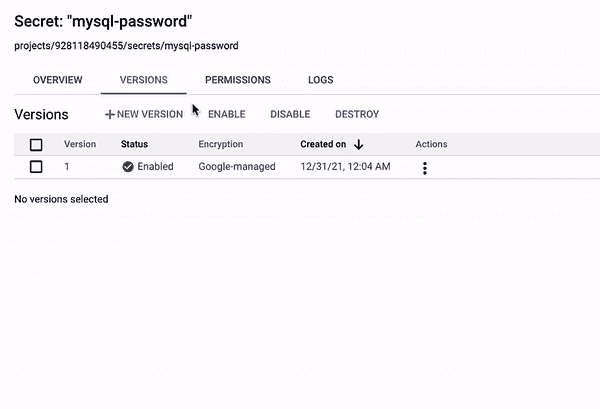 Secret: "mysql-password"
projects/928118490455/secrets/mysql-password
OVERVIEW VERSIONS PERMISSIONS LOGS
Versions +NEW VERSION ENABLE DISABLE DESTROY
Version Status Encryption Created on ↓ Actions
1 Enabled Google-managed 12/31/21, 12:04 AM
No versions selected